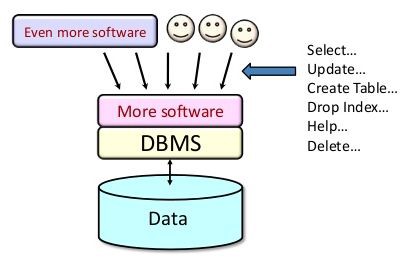 Even more software
Select…
Update…
Create Table…
Drop Index…
Help…
Delete…
More software
DBMS
Data